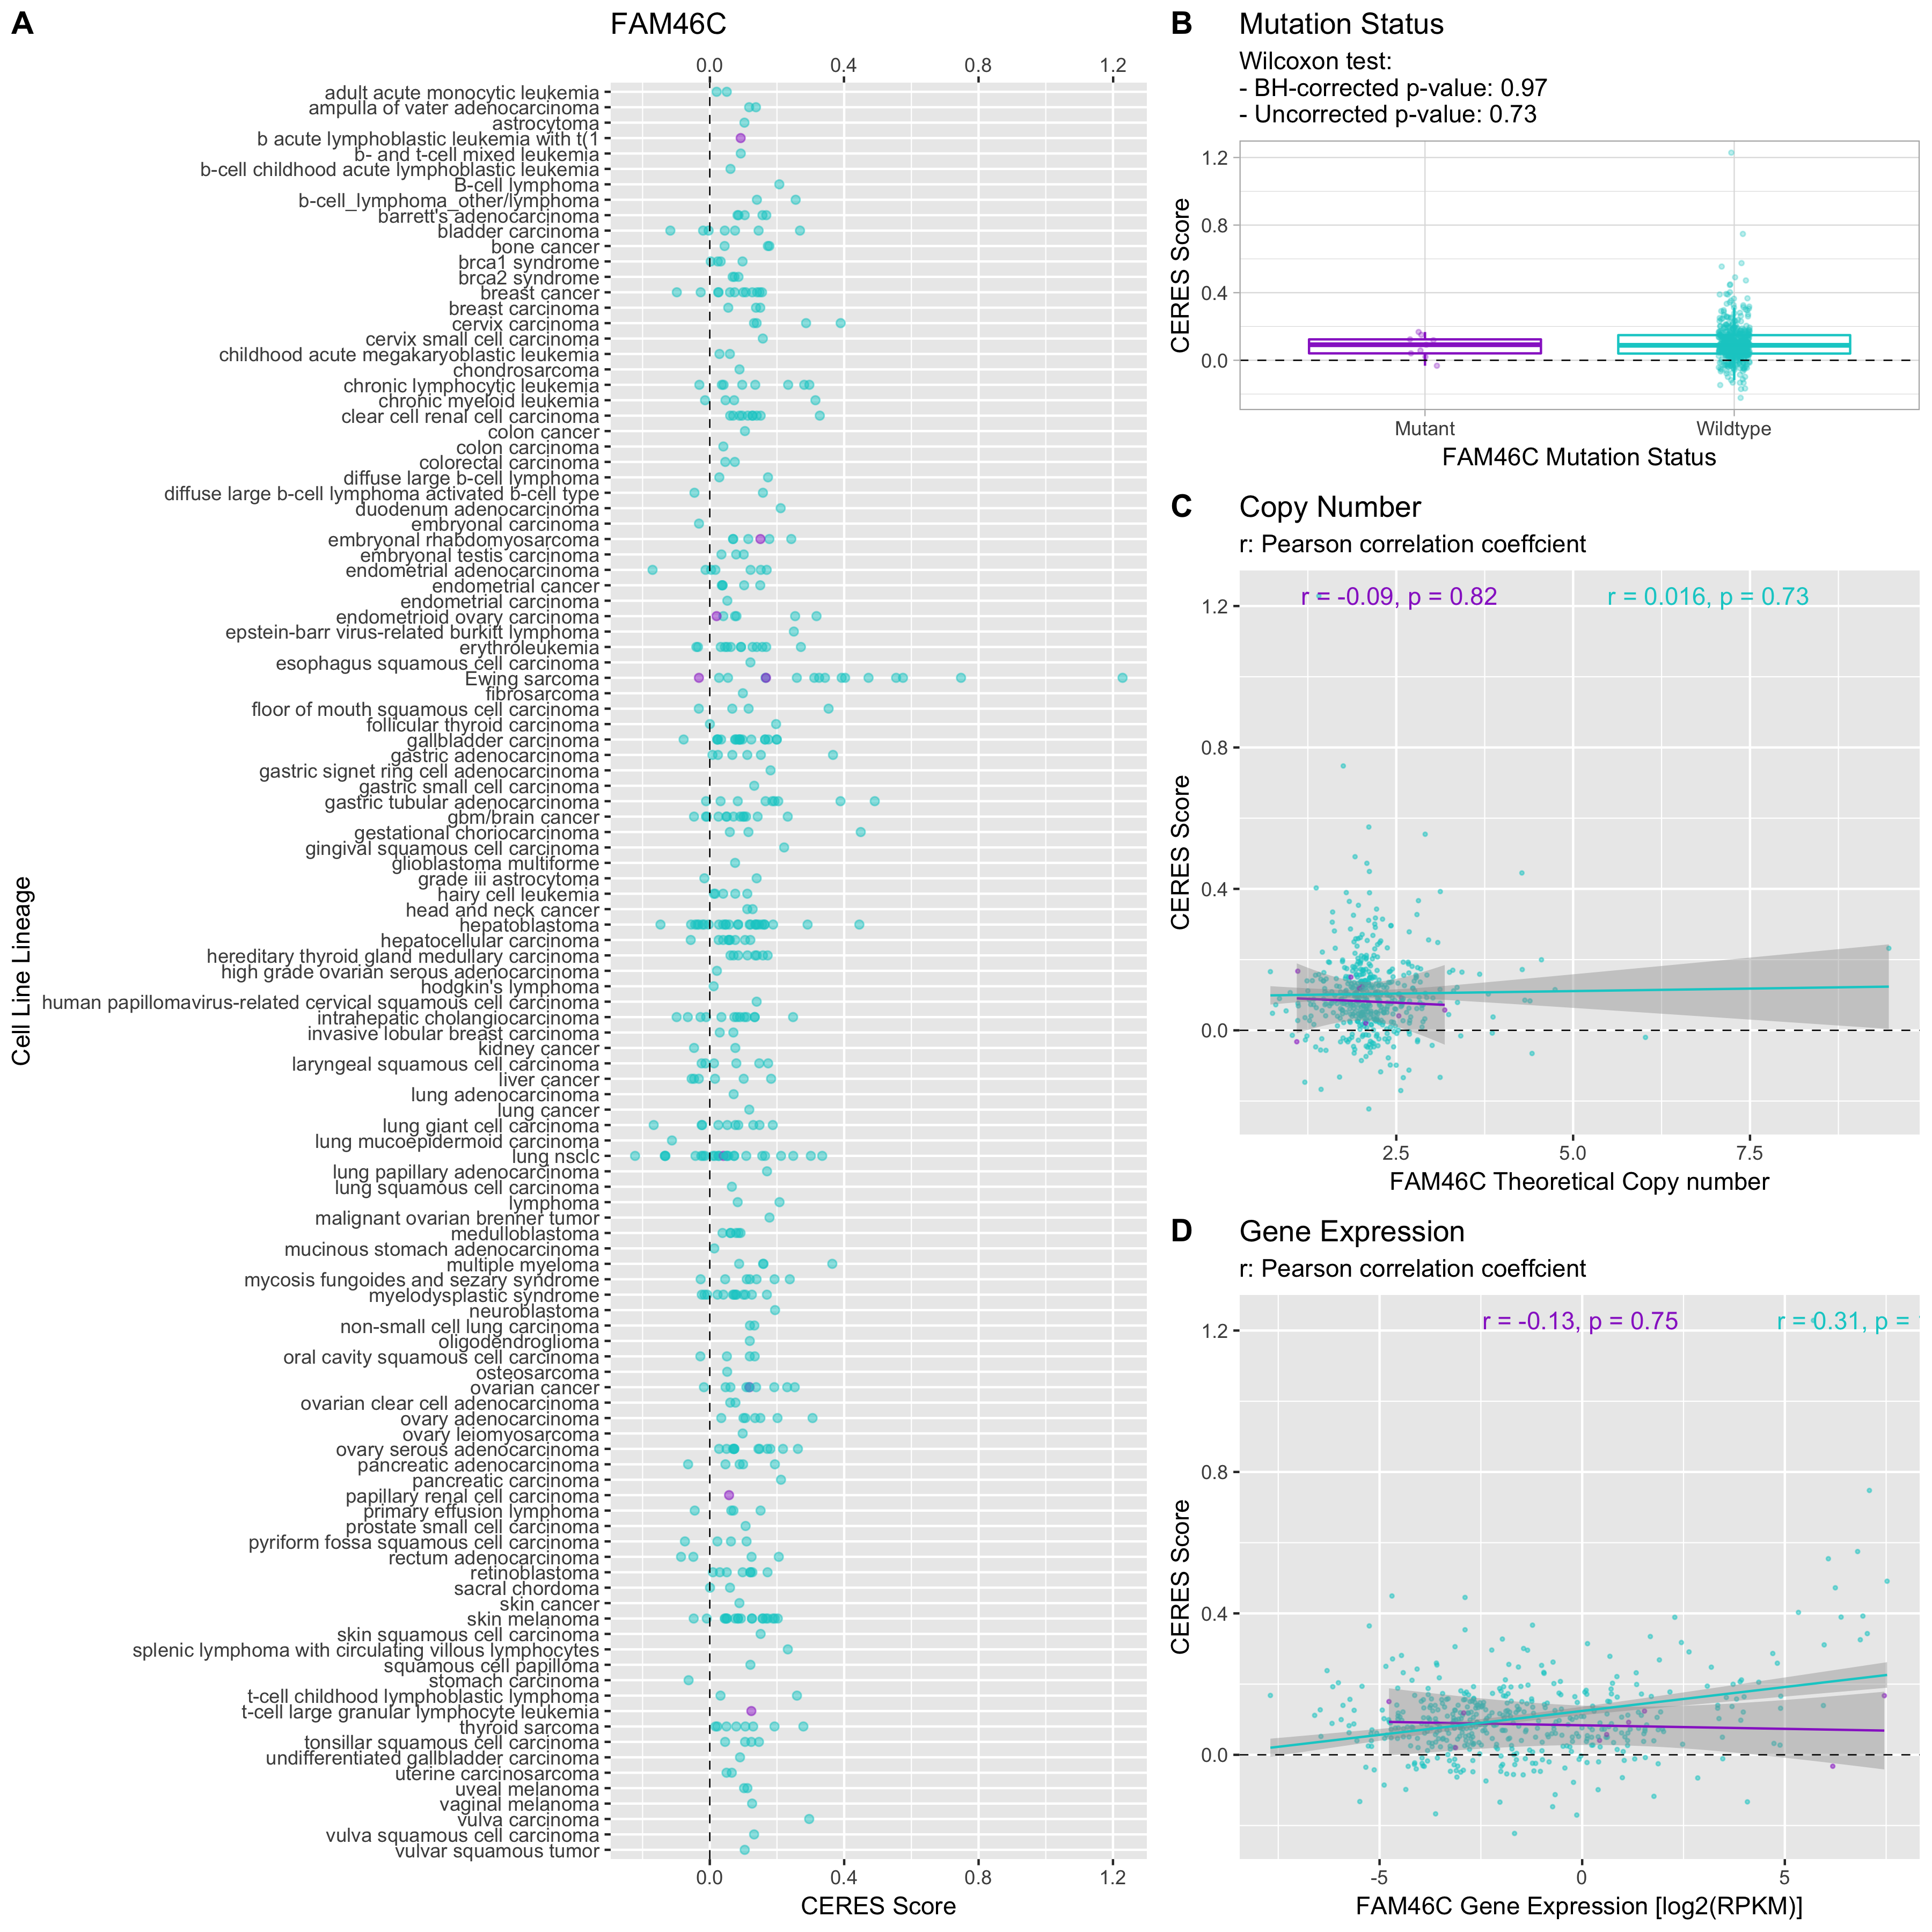 A
FAM46C
0.0 0.4 0.8 1.2
adult acute monocytic leukemia
ampulla of vater adenocarcinoma
astrocytoma
b acute lymphoblastic leukemia with t(1
b- and t-cell mixed leukemia
b-cell childhood acute lymphoblastic leukemia
B-cell lymphoma
b-cell_lymphoma_other/lymphoma
barrett's adenocarcinoma
bladder carcinoma
bone cancer
brca1 syndrome
brca2 syndrome
breast cancer
breast carcinoma
cervix carcinoma
cervix small cell carcinoma
childhood acute megakaryoblastic leukemia
chondrosarcoma
chronic lymphocytic leukemia
chronic myeloid leukemia
clear cell renal cell carcinoma
colon cancer
colon carcinoma
colorectal carcinoma
diffuse large b-cell lymphoma
diffuse large b-cell lymphoma activated b-cell type
duodenum adenocarcinoma
embryonal carcinoma
embryonal rhabdomyosarcoma
embryonal testis carcinoma
endometrial adenocarcinoma
endometrial cancer
endometrial carcinoma
endometrioid ovary carcinoma
epstein-barr virus-related burkitt lymphoma
erythroleukemia
esophagus squamous cell carcinoma
Ewing sarcoma
fibrosarcoma
floor of mouth squamous cell carcinoma
follicular thyroid carcinoma
gallbladder carcinoma
gastric adenocarcinoma
gastric signet ring cell adenocarcinoma
gastric small cell carcinoma
gastric tubular adenocarcinoma
gbm/brain cancer
gestational choriocarcinoma
gingival squamous cell carcinoma
glioblastoma multiforme
grade iii astrocytoma
hairy cell leukemia
head and neck cancer
hepatoblastoma
hepatocellular carcinoma
hereditary thyroid gland medullary carcinoma
high grade ovarian serous adenocarcinoma
hodgkin's lymphoma
human papillomavirus-related cervical squamous cell carcinoma
intrahepatic cholangiocarcinoma
invasive lobular breast carcinoma
kidney cancer
laryngeal squamous cell carcinoma
liver cancer
lung adenocarcinoma
lung cancer
lung giant cell carcinoma
lung mucoepidermoid carcinoma
lung nsclc
lung papillary adenocarcinoma
lung squamous cell carcinoma
lymphoma
malignant ovarian brenner tumor
medulloblastoma
mucinous stomach adenocarcinoma
multiple myeloma
mycosis fungoides and sezary syndrome
myelodysplastic syndrome
neuroblastoma
non-small cell lung carcinoma
oligodendroglioma
oral cavity squamous cell carcinoma
osteosarcoma
ovarian cancer
ovarian clear cell adenocarcinoma
ovary adenocarcinoma
ovary leiomyosarcoma
ovary serous adenocarcinoma
pancreatic adenocarcinoma
pancreatic carcinoma
papillary renal cell carcinoma
primary effusion lymphoma
prostate small cell carcinoma
pyriform fossa squamous cell carcinoma
rectum adenocarcinoma
retinoblastoma
sacral chordoma
skin cancer
skin melanoma
skin squamous cell carcinoma
splenic lymphoma with circulating villous lymphocytes
squamous cell papilloma
stomach carcinoma
t-cell childhood lymphoblastic lymphoma
t-cell large granular lymphocyte leukemia
thyroid sarcoma
tonsillar squamous cell carcinoma
undifferentiated gallbladder carcinoma
uterine carcinosarcoma
uveal melanoma
vaginal melanoma
vulva carcinoma
vulva squamous cell carcinoma
vulvar squamous tumor
0.0 0.4 0.8 1.2
CERES Score
Cell Line Lineage
B Mutation Status
Wilcoxon test:
- BH-corrected p-value: 0.97
- Uncorrected p-value: 0.73
1.2
0.8
0.4
0.0
CERES Score
Mutant Wildtype
FAM46C Mutation Status
C Copy Number
r: Pearson correlation coeffcient
r = -0.09, p = 0.82 r = 0.016, p = 0.73
1.2
0.8
0.4
0.0
CERES Score
2.5 5.0 7.5
FAM46C Theoretical Copy number
D Gene Expression
r: Pearson correlation coeffcient
r = -0.13, p = 0.75 r = 0.31, p =
1.2
0.8
0.4
0.0
CERES Score
-5 0 5
FAM46C Gene Expression [log2(RPKM)]